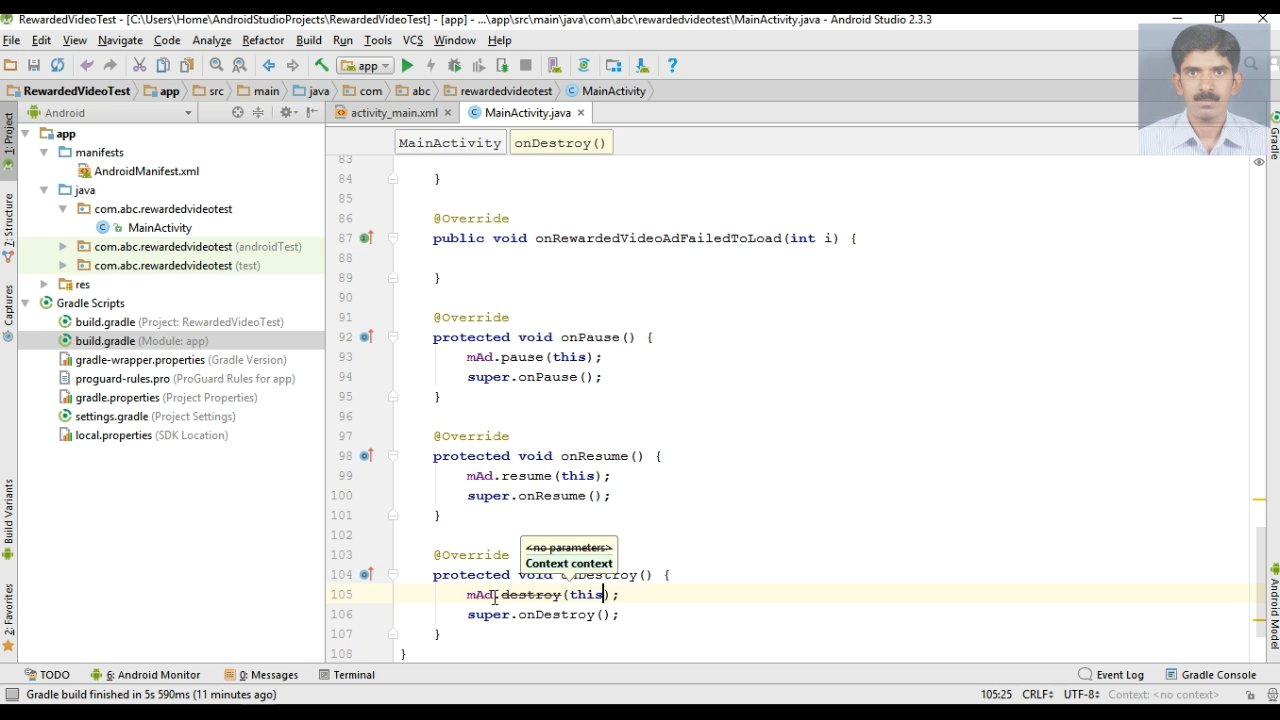 RewardedVideoTest - [C:\Users\Home\AndroidStudioProjects\RewardedVideoTest] - [app] - ...\app\src\main\java\com\abc\rewardedvideotest\MainActivity.java - Android Studio 2.3.3
File Edit View Navigate Code Analyze Refactor Build Run Tools VCS Window Help
app
RewardedVideoTest app src main java com abc rewardedvideotest MainActivity
Android
activity_main.xml MainActivity.java
MainActivity onDestroy()
1: Project
Z: Structure
Captures
Build Variants
2: Favorites
Gradle
Android Model
app
manifests
AndroidManifest.xml
java
com.abc.rewardedvideotest
MainActivity
com.abc.rewardedvideotest (androidTest)
com.abc.rewardedvideotest (test)
res
Gradle Scripts
build.gradle (Project: RewardedVideoTest)
build.gradle (Module: app)
gradle-wrapper.properties (Gradle Version)
proguard-rules.pro (ProGuard Rules for app)
gradle.properties (Project Properties)
settings.gradle (Project Settings)
local.properties (SDK Location)
83
84 }
85
86 @Override
87 public void onRewardedVideoAdFailedToLoad(int i) {
88
89 }
90
91 @Override
92 protected void onPause() {
93 mAd.pause(this);
94 super.onPause();
95 }
96
97 @Override
98 protected void onResume() {
99 mAd.resume(this);
100 super.onResume();
101 }
102
103 @Override
<no parameters>
Context context
104 protected void onDestroy() {
105 mAd.destroy(this);
106 super.onDestroy();
107 }
108 }
TODO 6: Android Monitor 0: Messages Terminal Event Log Gradle Console
Gradle build finished in 5s 590ms (11 minutes ago) 105:25 CRLF UTF-8 Context: <no context>